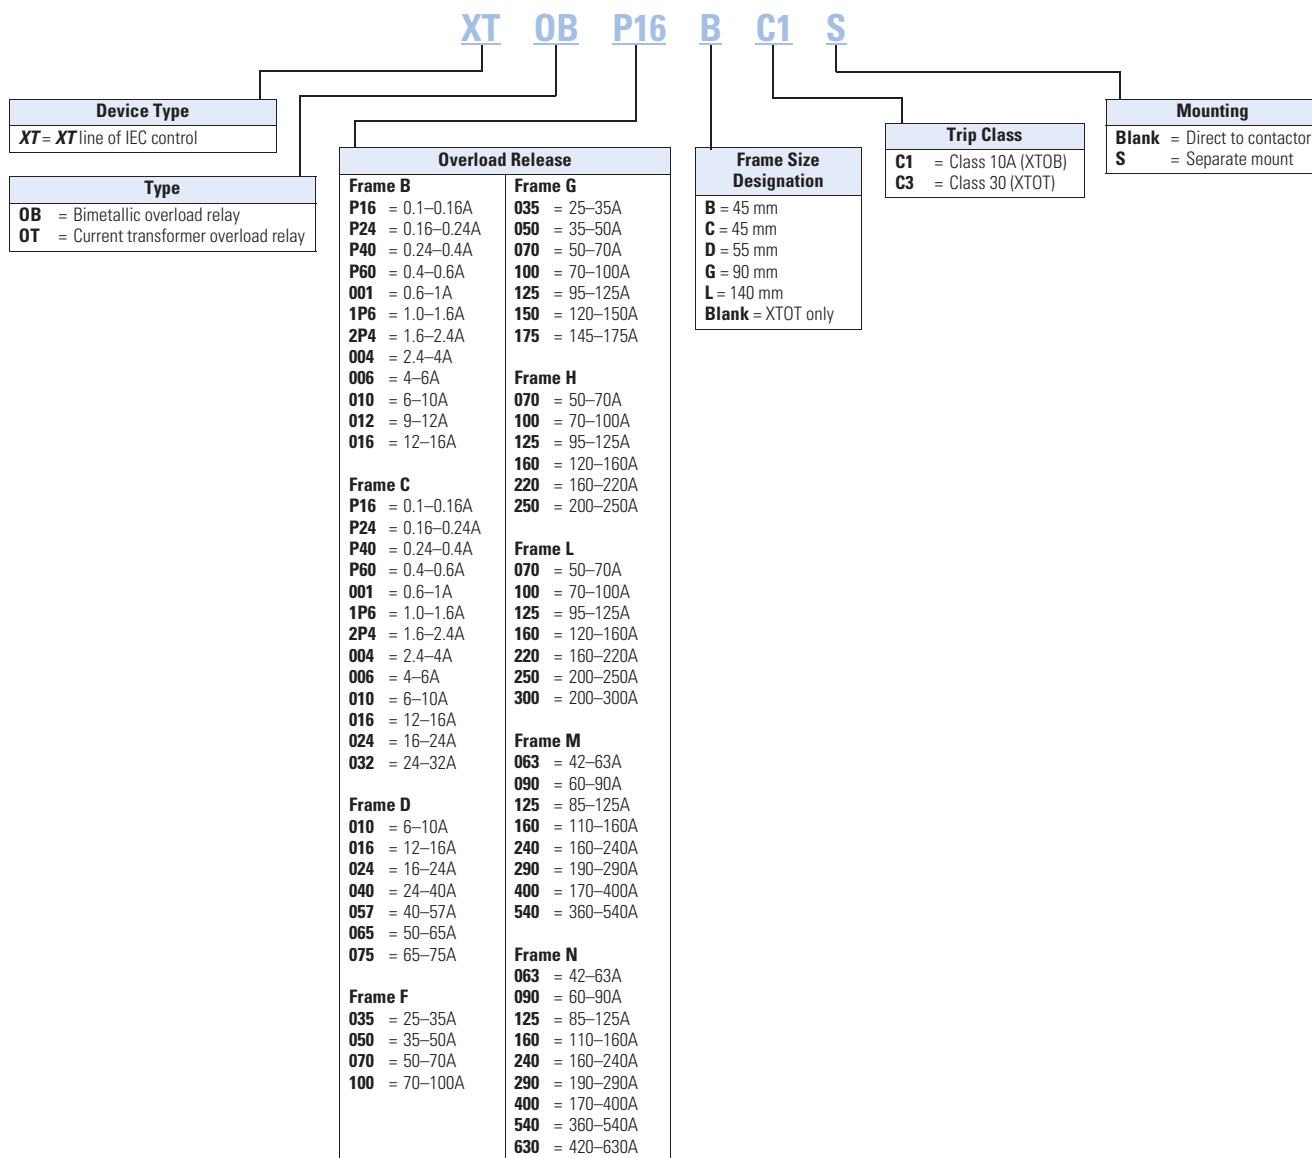 XT OB P16 B C1 S
Device Type
XT = XT line of IEC control
Type
OB = Bimetallic overload relay
OT = Current transformer overload relay
Overload Release
Frame B
P16 = 0.1–0.16A
P24 = 0.16–0.24A
P40 = 0.24–0.4A
P60 = 0.4–0.6A
001 = 0.6–1A
1P6 = 1.0–1.6A
2P4 = 1.6–2.4A
004 = 2.4–4A
006 = 4–6A
010 = 6–10A
012 = 9–12A
016 = 12–16A
Frame C
P16 = 0.1–0.16A
P24 = 0.16–0.24A
P40 = 0.24–0.4A
P60 = 0.4–0.6A
001 = 0.6–1A
1P6 = 1.0–1.6A
2P4 = 1.6–2.4A
004 = 2.4–4A
006 = 4–6A
010 = 6–10A
016 = 12–16A
024 = 16–24A
032 = 24–32A
Frame D
010 = 6–10A
016 = 12–16A
024 = 16–24A
040 = 24–40A
057 = 40–57A
065 = 50–65A
075 = 65–75A
Frame F
035 = 25–35A
050 = 35–50A
070 = 50–70A
100 = 70–100A
Frame G
035 = 25–35A
050 = 35–50A
070 = 50–70A
100 = 70–100A
125 = 95–125A
150 = 120–150A
175 = 145–175A
Frame H
070 = 50–70A
100 = 70–100A
125 = 95–125A
160 = 120–160A
220 = 160–220A
250 = 200–250A
Frame L
070 = 50–70A
100 = 70–100A
125 = 95–125A
160 = 120–160A
220 = 160–220A
250 = 200–250A
300 = 200–300A
Frame M
063 = 42–63A
090 = 60–90A
125 = 85–125A
160 = 110–160A
240 = 160–240A
290 = 190–290A
400 = 170–400A
540 = 360–540A
Frame N
063 = 42–63A
090 = 60–90A
125 = 85–125A
160 = 110–160A
240 = 160–240A
290 = 190–290A
400 = 170–400A
540 = 360–540A
630 = 420–630A
Frame Size
Designation
B = 45 mm
C = 45 mm
D = 55 mm
G = 90 mm
L = 140 mm
Blank = XTOT only
Trip Class
C1 = Class 10A (XTOB)
C3 = Class 30 (XTOT)
Mounting
Blank = Direct to contactor
S = Separate mount